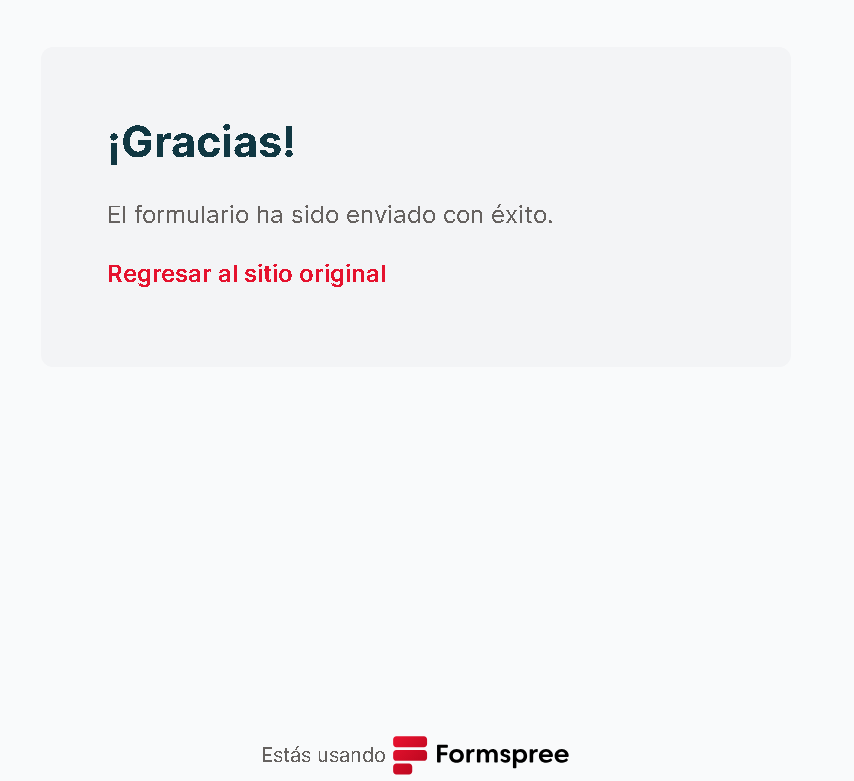 ¡Gracias!
El formulario ha sido enviado con éxito.
Regresar al sitio original
Estás usando Formspree